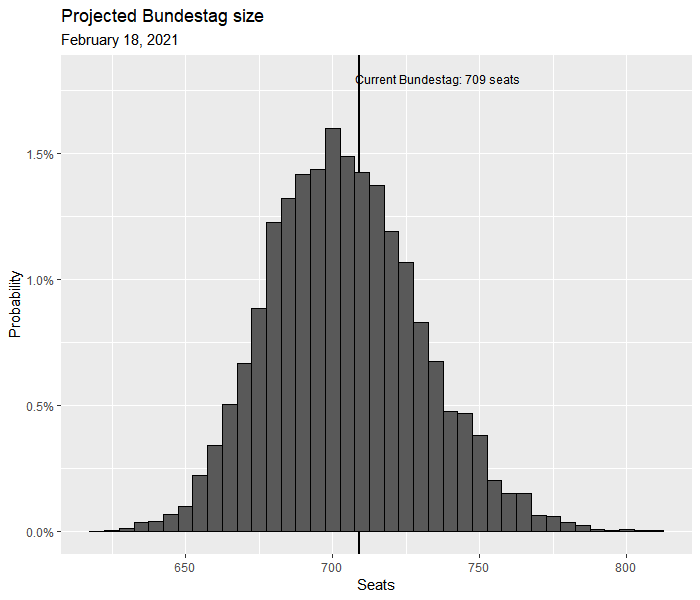 Projected Bundestag size
February 18, 2021
Current Bundestag: 709 seats
1.5%
1.0%
0.5%
0.0%
Probability
650 700 750 800
Seats